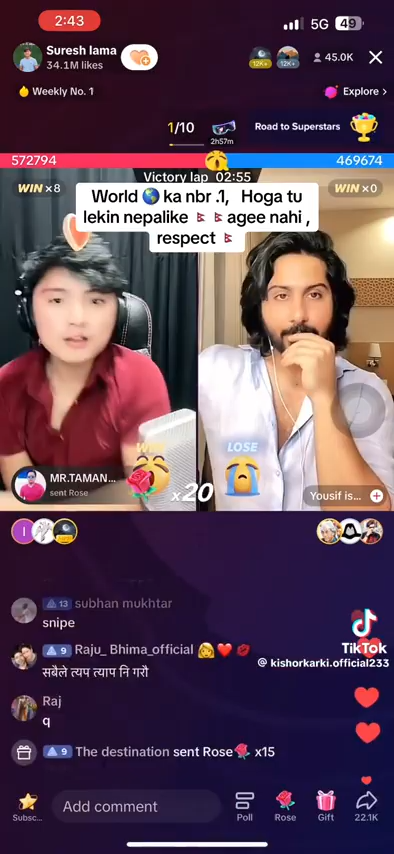 2:43
5G
49
Suresh lama
34.1M likes
12K+
12K+
45.0K
Weekly No. 1
Explore >
1/10
2h57m
Road to Superstars
572794
469674
Victory lap 02:55
WIN x8
WIN x0
World 🌎 ka nbr .1, Hoga tu
lekin nepalike 🇳🇵🇳🇵agee nahi ,
respect 🇳🇵
WIN
LOSE
MR.TAMAN...
sent Rose
x20
Yousif is...
I
13 subhan mukhtar
snipe
9 Raju_ Bhima_official 👩❤️💋
सबैले त्यप त्याप नि गरौ
TikTok
@ kishorkarki.official233
Raj
q
9 The destination sent Rose🌹 x15
Subsc...
Add comment
Poll
Rose
Gift
22.1K